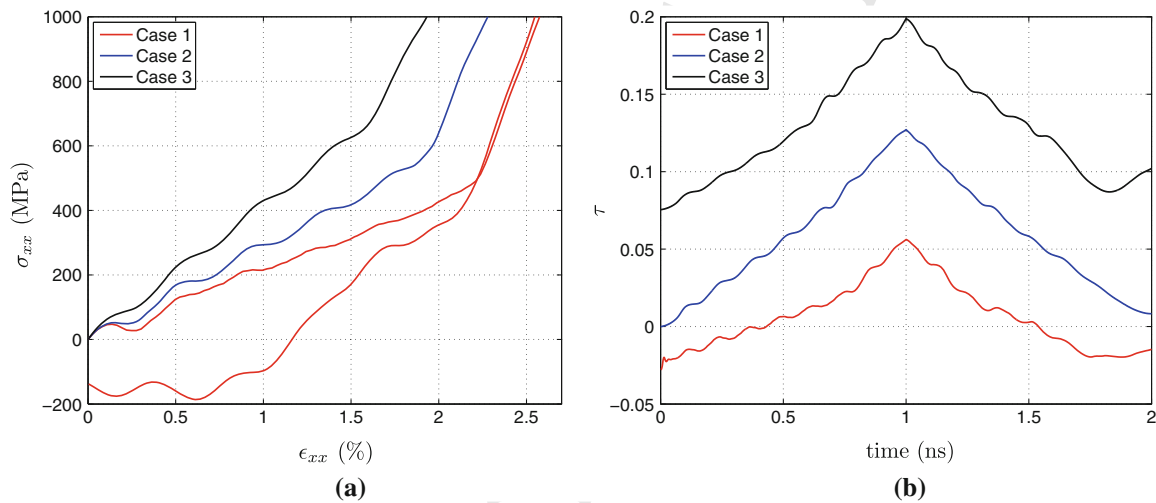 1000
800
600
400
200
0
−200
0
0.5
1
1.5
2
2.5
σxx (MPa)
ϵxx (%)
Case 1
Case 2
Case 3
(a)
0.2
0.15
0.1
0.05
0
−0.05
0
0.5
1
1.5
2
τ
time (ns)
Case 1
Case 2
Case 3
(b)